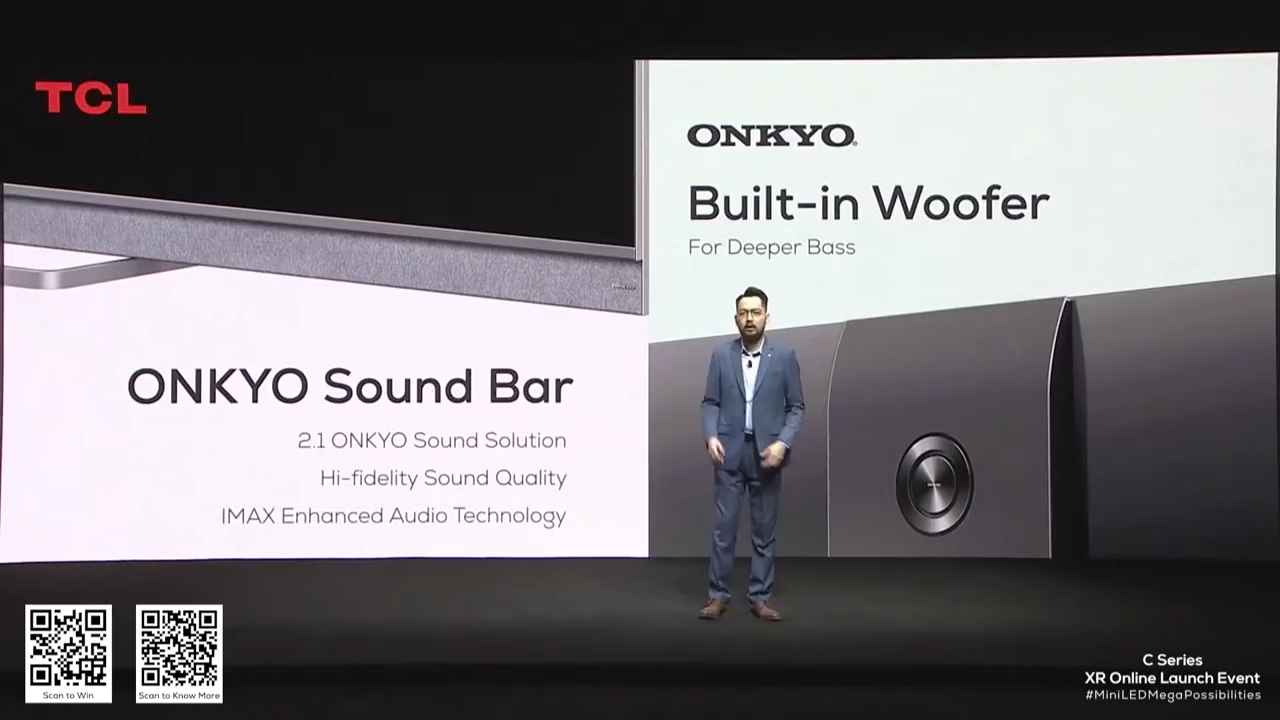 TCL
ONKYO Sound Bar
2.1 ONKYO Sound Solution
Hi-fidelity Sound Quality
IMAX Enhanced Audio Technology
ONKYO
Built-in Woofer
For Deeper Bass
Scan to Win
Scan to Know More
C Series
XR Online Launch Event
#MiniLEDMegaPossibilities